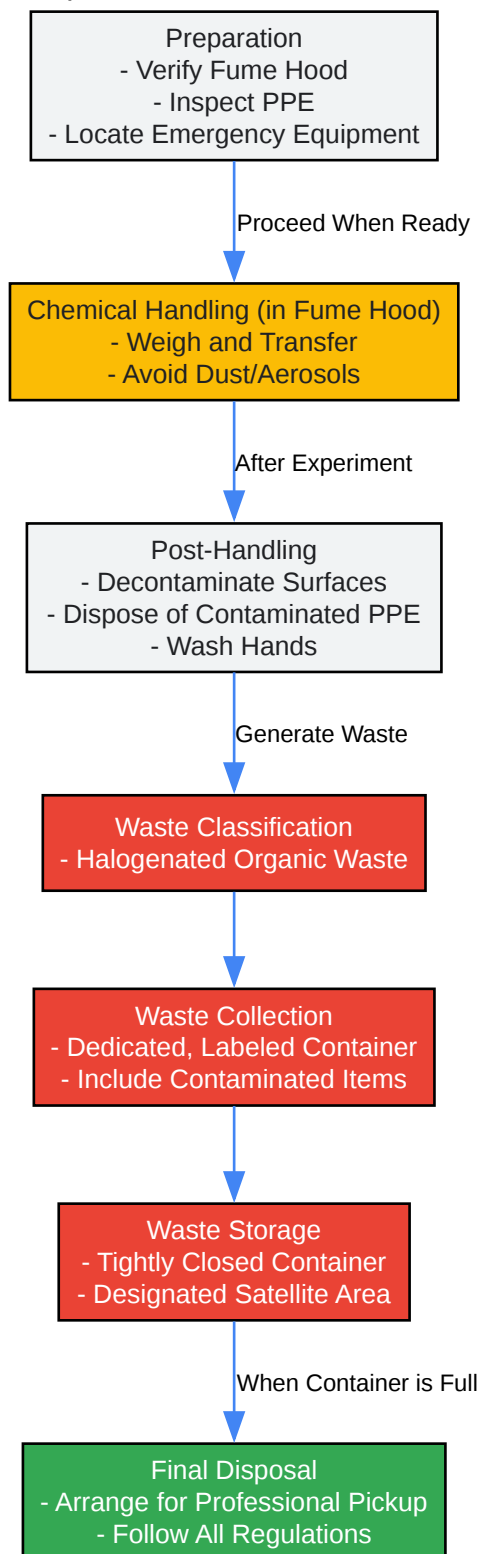 Preparation
- Verify Fume Hood
- Inspect PPE
- Locate Emergency Equipment
Proceed When Ready
Chemical Handling (in Fume Hood)
- Weigh and Transfer
- Avoid Dust/Aerosols
After Experiment
Post-Handling
- Decontaminate Surfaces
- Dispose of Contaminated PPE
- Wash Hands
Generate Waste
Waste Classification
- Halogenated Organic Waste
Waste Collection
- Dedicated, Labeled Container
- Include Contaminated Items
Waste Storage
- Tightly Closed Container
- Designated Satellite Area
When Container is Full
Final Disposal
- Arrange for Professional Pickup
- Follow All Regulations